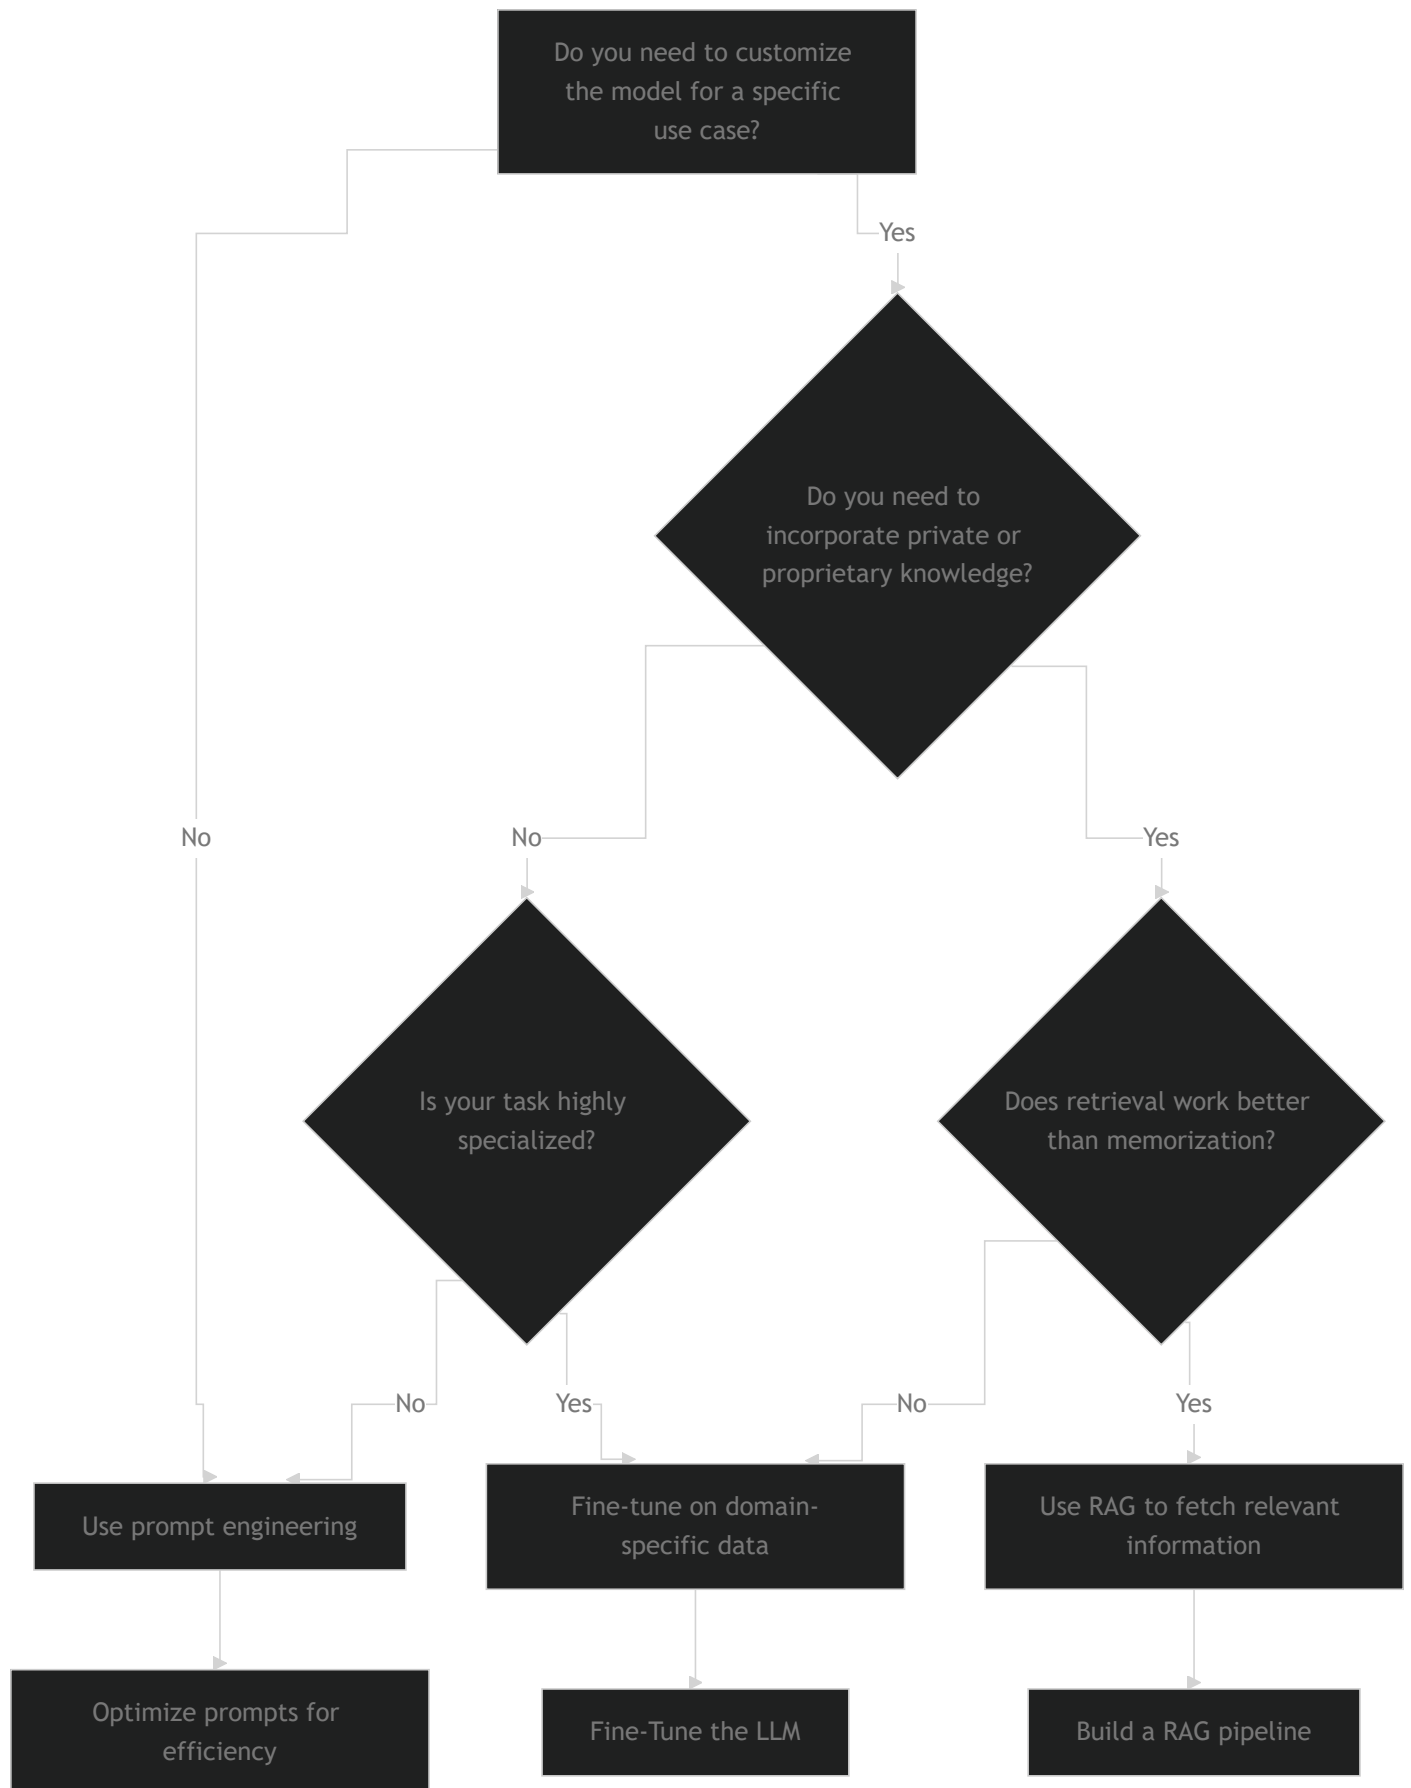 Do you need to customize
the model for a specific
use case?
Yes
Do you need to
incorporate private or
proprietary knowledge?
No
No
Yes
Is your task highly
specialized?
Does retrieval work better
than memorization?
No
Yes
No
Yes
Use prompt engineering
Fine-tune on domain-
specific data
Use RAG to fetch relevant
information
Optimize prompts for
efficiency
Fine-Tune the LLM
Build a RAG pipeline